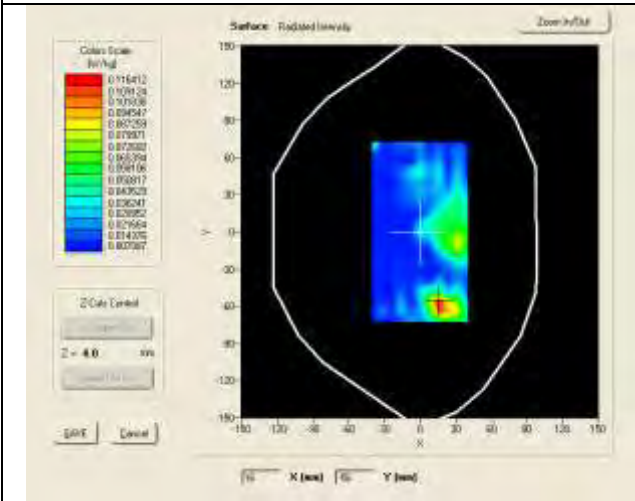 Surface Radiated Intensity
Zoom In/Out
Colors Scale
(W/kg)
0.116412
0.109124
0.101836
0.094547
0.087259
0.079971
0.072682
0.065394
0.058106
0.050817
0.043529
0.036241
0.028952
0.021664
0.014376
0.007087
150
120
90
60
30
0
-30
-60
-90
-120
-150
Y
-150 -120 -90 -60 -30 0 30 60 90 120 150
X
Z-Cuts Control
Z = 4.0 mm
SAVE
Cancel
X (mm)
Y (mm)